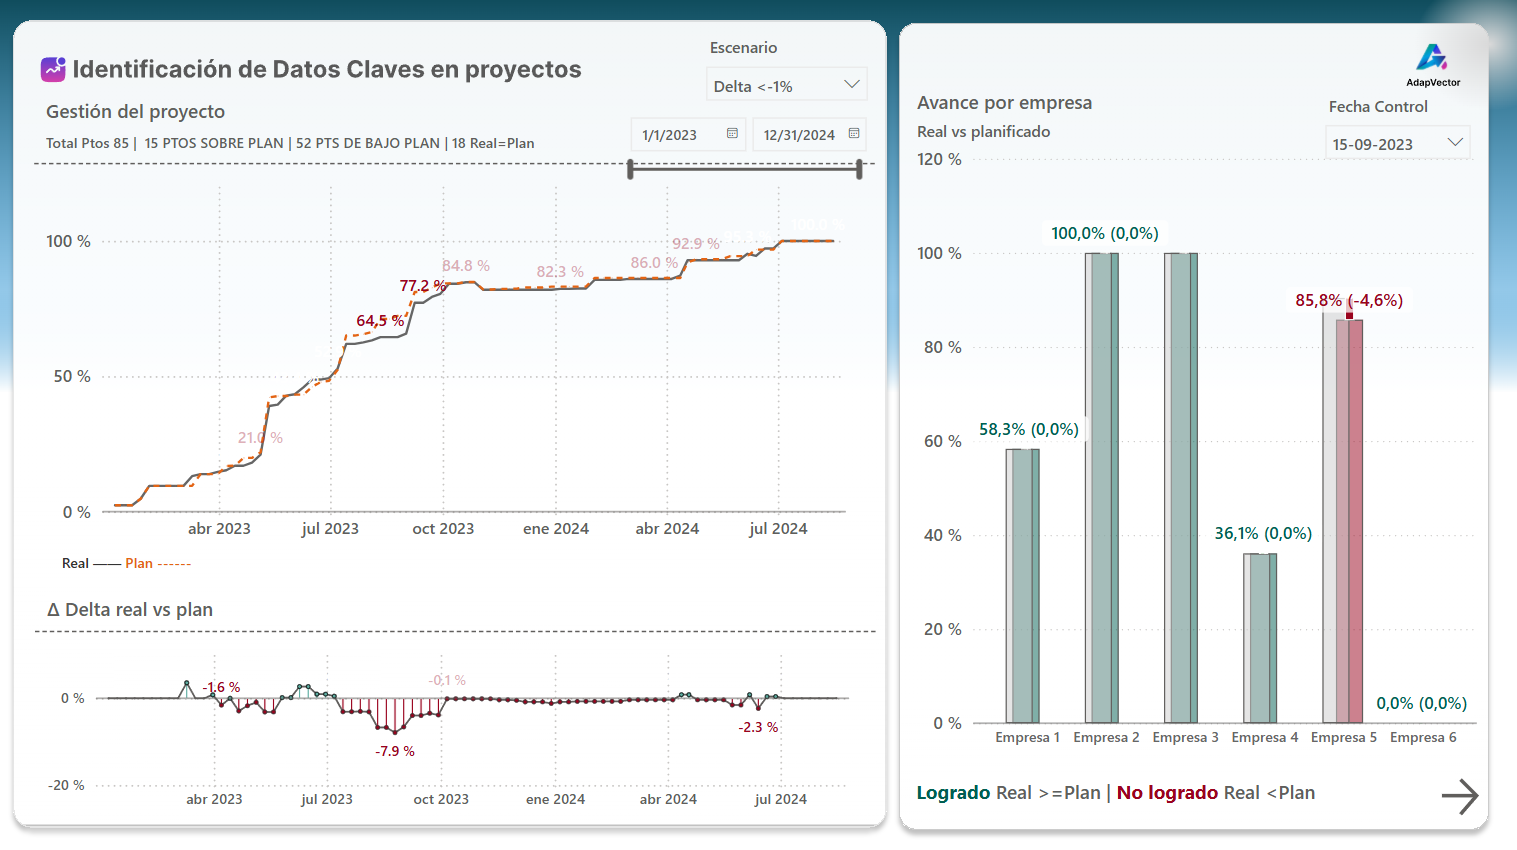 Identificación de Datos Claves en proyectos
Escenario
Delta <-1%
Gestión del proyecto
Total Ptos 85 | 15 PTOS SOBRE PLAN | 52 PTS DE BAJO PLAN | 18 Real=Plan
1/1/2023
12/31/2024
100 %
50 %
0 %
21.0 %
64.5 %
77.2 %
84.8 %
82.3 %
86.0 %
92.9 %
100.0 %
abr 2023
jul 2023
oct 2023
ene 2024
abr 2024
jul 2024
Real —— Plan ------
Δ Delta real vs plan
0 %
-20 %
-1.6 %
-7.9 %
-0.1 %
-2.3 %
abr 2023
jul 2023
oct 2023
ene 2024
abr 2024
jul 2024
AdapVector
Avance por empresa
Fecha Control
Real vs planificado
15-09-2023
120 %
100 %
80 %
60 %
40 %
20 %
0 %
58,3% (0,0%)
100,0% (0,0%)
36,1% (0,0%)
85,8% (-4,6%)
0,0% (0,0%)
Empresa 1
Empresa 2
Empresa 3
Empresa 4
Empresa 5
Empresa 6
Logrado Real >=Plan | No logrado Real <Plan